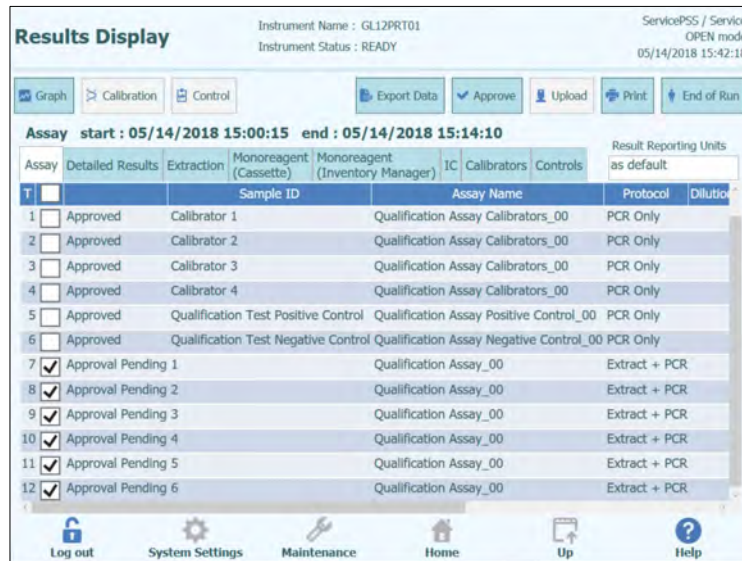 Results Display
Instrument Name : GL12PRT01
Instrument Status : READY
ServicePSS / Service
OPEN mode
05/14/2018 15:42:18
Graph Calibration Control Export Data Approve Upload Print End of Run
Assay start : 05/14/2018 15:00:15 end : 05/14/2018 15:14:10
Result Reporting Units
as default
Assay Detailed Results Extraction Monoreagent (Cassette) Monoreagent (Inventory Manager) IC Calibrators Controls
T Sample ID Assay Name Protocol Dilution
1 Approved Calibrator 1 Qualification Assay Calibrators_00 PCR Only
2 Approved Calibrator 2 Qualification Assay Calibrators_00 PCR Only
3 Approved Calibrator 3 Qualification Assay Calibrators_00 PCR Only
4 Approved Calibrator 4 Qualification Assay Calibrators_00 PCR Only
5 Approved Qualification Test Positive Control Qualification Assay Positive Control_00 PCR Only
6 Approved Qualification Test Negative Control Qualification Assay Negative Control_00 PCR Only
7 Approval Pending 1 Qualification Assay_00 Extract + PCR
8 Approval Pending 2 Qualification Assay_00 Extract + PCR
9 Approval Pending 3 Qualification Assay_00 Extract + PCR
10 Approval Pending 4 Qualification Assay_00 Extract + PCR
11 Approval Pending 5 Qualification Assay_00 Extract + PCR
12 Approval Pending 6 Qualification Assay_00 Extract + PCR
Log out System Settings Maintenance Home Up Help